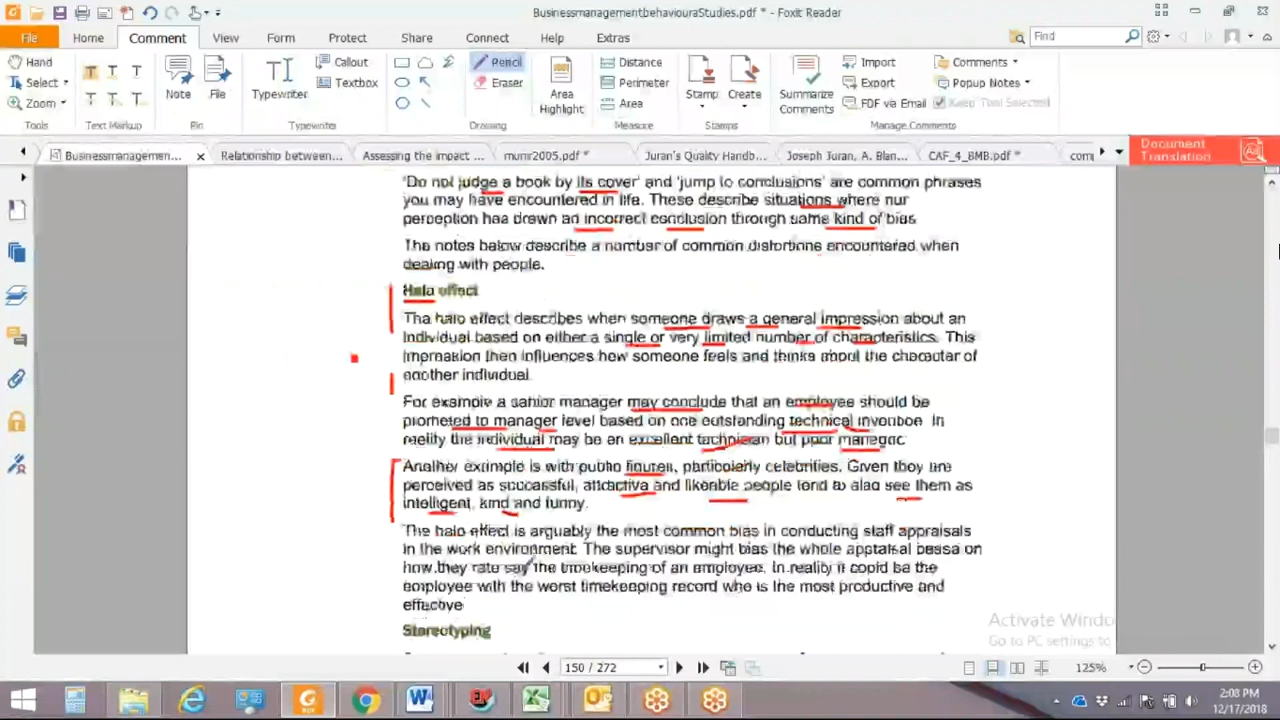 BusinessmanagementbehaviouraStudies.pdf * - Foxit Reader
File Home Comment View Form Protect Share Connect Help Extras
Find
Hand
Select
Zoom
Tools
Text Markup
Note File
Pin
Typewriter
Callout
Textbox
Typewriter
Pencil
Eraser
Area Highlight
Drawing
Distance
Perimeter
Area
Measure
Stamp Create
Stamps
Summarize Comments
Import
Export
FDF via Email
Comments
Popup Notes
Keep Tool Selected
Manage Comments
Businessmanagemen... Relationship between... Assessing the impact ... mumr2005.pdf * Juran's Quality Handb... Joseph Juran, A. Blan... CAF_4_BMB.pdf * com
Document Translation
'Do not judge a book by its cover' and 'jump to conclusions' are common phrases
you may have encountered in life. These describe situations where our
perception has drawn an incorrect conclusion through same kind of bias
The notes below describe a number of common distortions encountered when
dealing with people.
Halo effect
The halo effect describes when someone draws a general impression about an
individual based on either a single or very limited number of characteristics. This
impression then influences how someone feels and thinks about the character of
another individual.
For example a senior manager may conclude that an employee should be
promoted to manager level based on one outstanding technical invention. In
reality the individual may be an excellent technician but poor manager.
Another example is with public figures, particularly celebrities. Given they are
perceived as successful, attractive and likeable people tend to also see them as
intelligent, kind and funny.
The halo effect is arguably the most common bias in conducting staff appraisals
in the work environment. The supervisor might bias the whole appraisal based on
how they rate say the timekeeping of an employee. In reality it could be the
employee with the worst timekeeping record who is the most productive and
effective
Stereotyping
Activate Windo
Go to PC settings to
150 / 272
125%
2:08 PM
12/17/2018